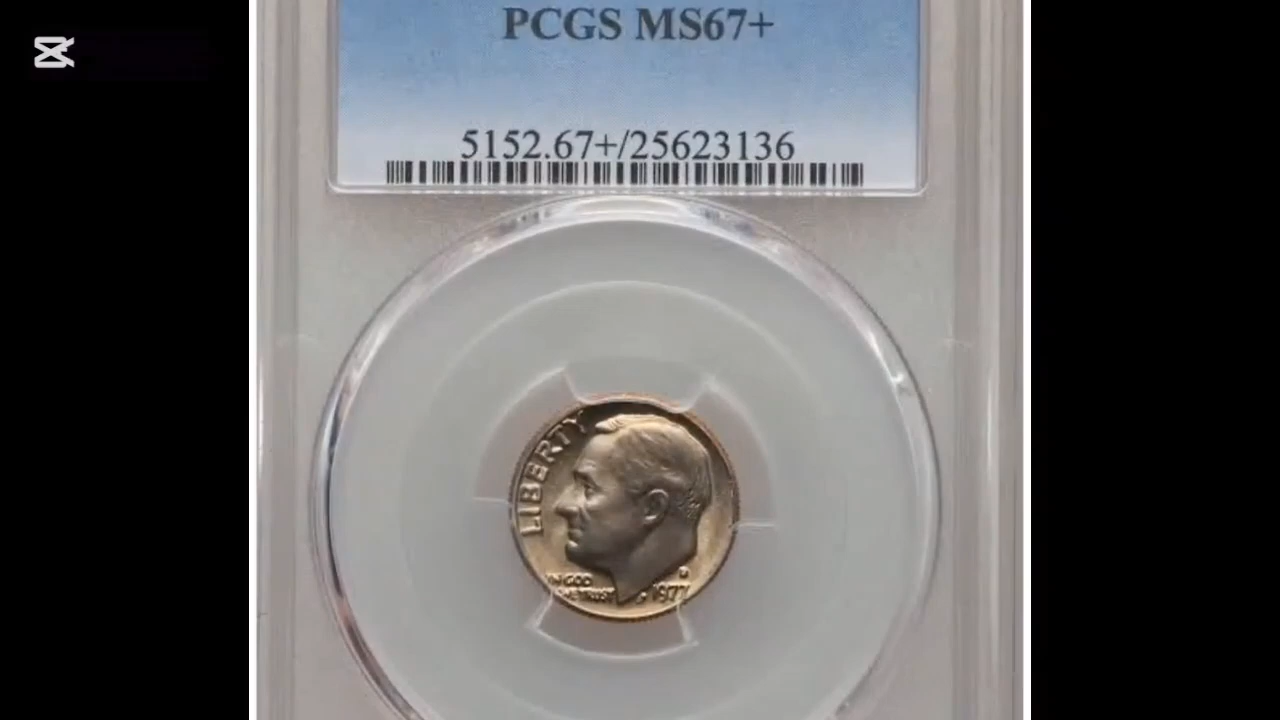 PCGS MS67+
5152.67+/25623136
LIBERTY
IN GOD
WE TRUST
D
1977